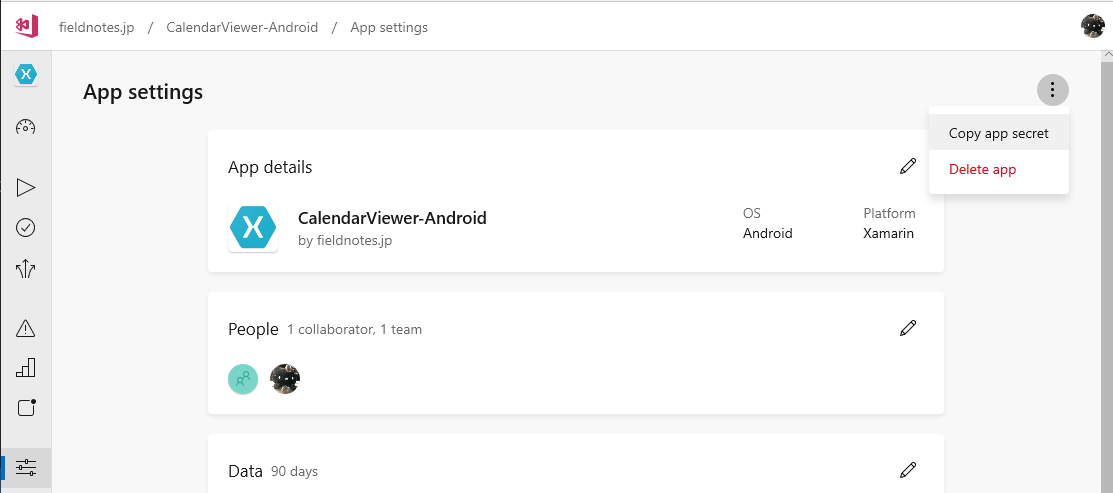 fieldnotes.jp / CalendarViewer-Android / App settings
App settings
Copy app secret
Delete app
App details
CalendarViewer-Android
by fieldnotes.jp
OS
Android
Platform
Xamarin
People 1 collaborator, 1 team
Data 90 days